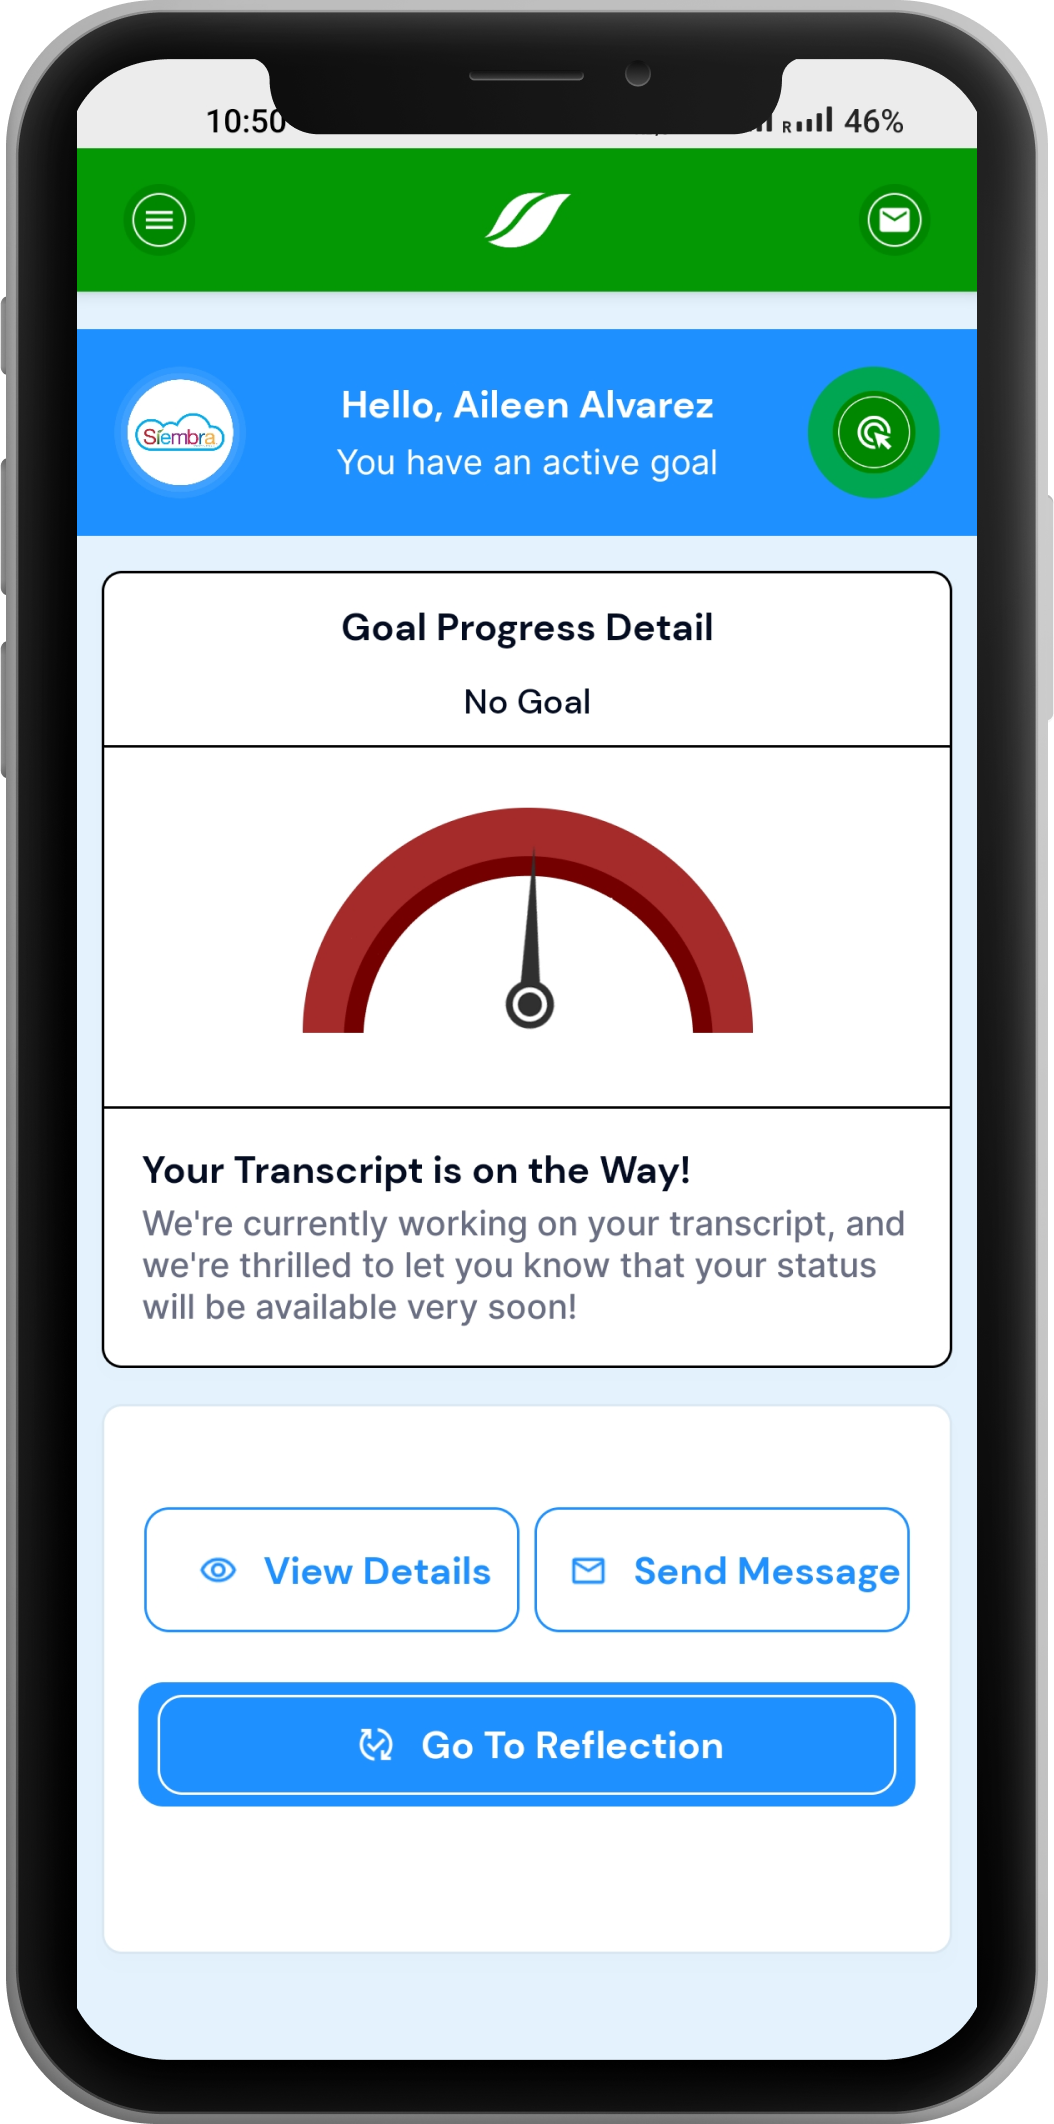 10:50
R 46%
Siembra
Hello, Aileen Alvarez
You have an active goal
Goal Progress Detail
No Goal
Your Transcript is on the Way!
We're currently working on your transcript, and
we're thrilled to let you know that your status
will be available very soon!
View Details
Send Message
Go To Reflection